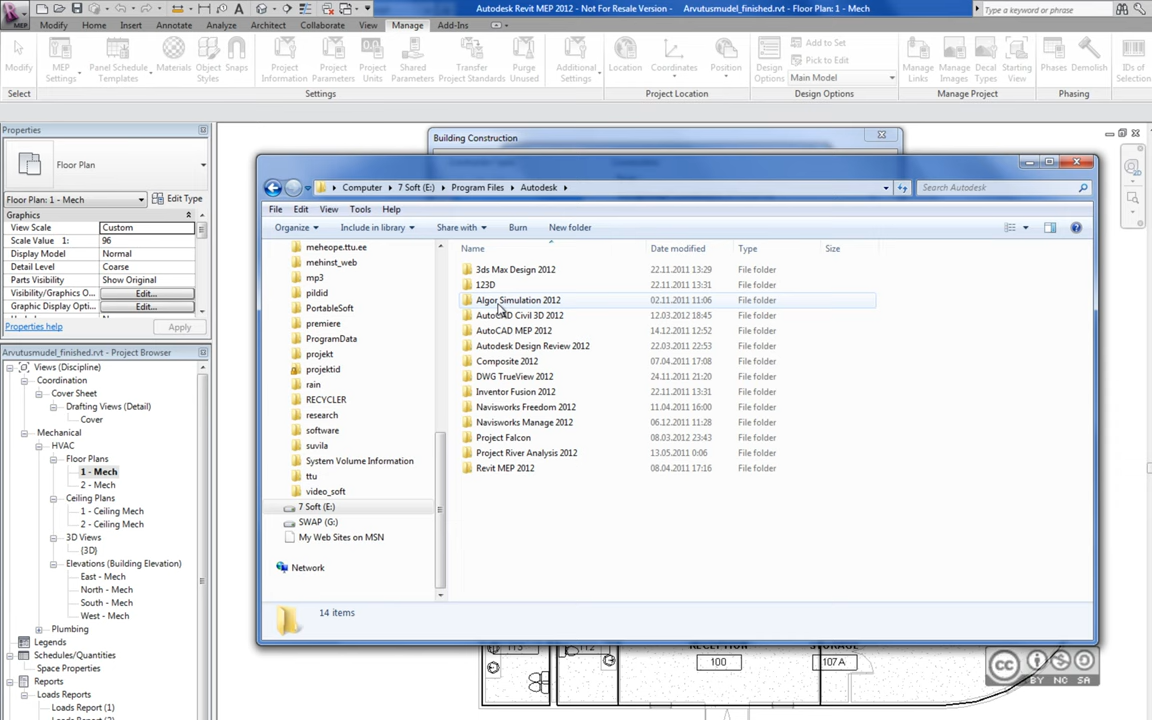 Autodesk Revit MEP 2012 - Not For Resale Version - Arvutusmudel_finished.rvt - Floor Plan: 1 - Mech
Type a keyword or phrase
MEP
Home Insert Annotate Analyze Architect Collaborate View Manage Add-Ins
Modify
MEP Settings
Panel Schedule Templates
Materials
Object Styles
Snaps
Project Information
Project Parameters
Project Units
Shared Parameters
Transfer Project Standards
Purge Unused
Additional Settings
Location
Coordinates
Position
Design Options
Add to Set
Pick to Edit
Main Model
Manage Links
Manage Images
Decal Types
Starting View
Phases
Demolish
IDs of Selection
Select
Settings
Project Location
Design Options
Manage Project
Phasing
Properties
Floor Plan
Floor Plan: 1 - Mech
Edit Type
Graphics
View Scale Custom
Scale Value 1: 96
Display Model Normal
Detail Level Coarse
Parts Visibility Show Original
Visibility/Graphics O... Edit...
Graphic Display Opti... Edit...
Properties help
Apply
Arvutusmudel_finished.rvt - Project Browser
Views (Discipline)
Coordination
Cover Sheet
Drafting Views (Detail)
Cover
Mechanical
HVAC
Floor Plans
1 - Mech
2 - Mech
Ceiling Plans
1 - Ceiling Mech
2 - Ceiling Mech
3D Views
{3D}
Elevations (Building Elevation)
East - Mech
North - Mech
South - Mech
West - Mech
Plumbing
Legends
Schedules/Quantities
Space Properties
Reports
Loads Reports
Loads Report (1)
Building Construction
Computer
7 Soft (E:)
Program Files
Autodesk
Search Autodesk
File Edit View Tools Help
Organize
Include in library
Share with
Burn
New folder
meheope.ttu.ee
mehinst_web
mp3
pildid
PortableSoft
premiere
ProgramData
projekt
projektid
rain
RECYCLER
research
software
suvila
System Volume Information
ttu
video_soft
7 Soft (E:)
SWAP (G:)
My Web Sites on MSN
Network
Name Date modified Type Size
3ds Max Design 2012 22.11.2011 13:29 File folder
123D 22.11.2011 13:31 File folder
Algor Simulation 2012 02.11.2011 11:06 File folder
AutoCAD Civil 3D 2012 12.03.2012 18:45 File folder
AutoCAD MEP 2012 14.12.2011 12:52 File folder
Autodesk Design Review 2012 22.03.2011 22:53 File folder
Composite 2012 07.04.2011 17:08 File folder
DWG TrueView 2012 24.11.2011 21:20 File folder
Inventor Fusion 2012 22.11.2011 13:31 File folder
Navisworks Freedom 2012 11.04.2011 16:00 File folder
Navisworks Manage 2012 06.12.2011 11:28 File folder
Project Falcon 08.03.2012 23:43 File folder
Project River Analysis 2012 13.05.2011 0:06 File folder
Revit MEP 2012 08.04.2011 17:16 File folder
14 items
100
107A
BY NC SA